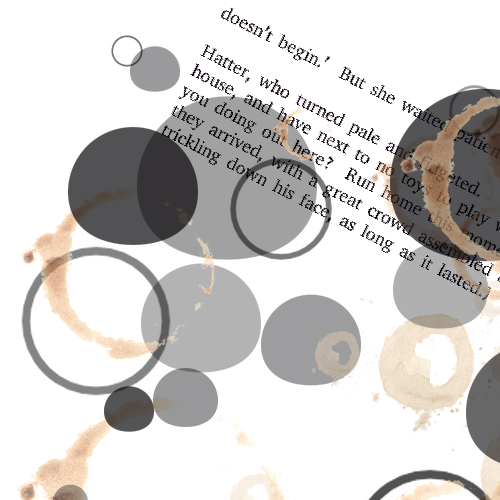 doesn't begin.' But she waited patien
Hatter, who turned pale and fidgeted.
house, and have next to no toys to play w
you doing out here? Run home this mom
they arrived, with a great crowd assembled
trickling down his face, as long as it lasted.)